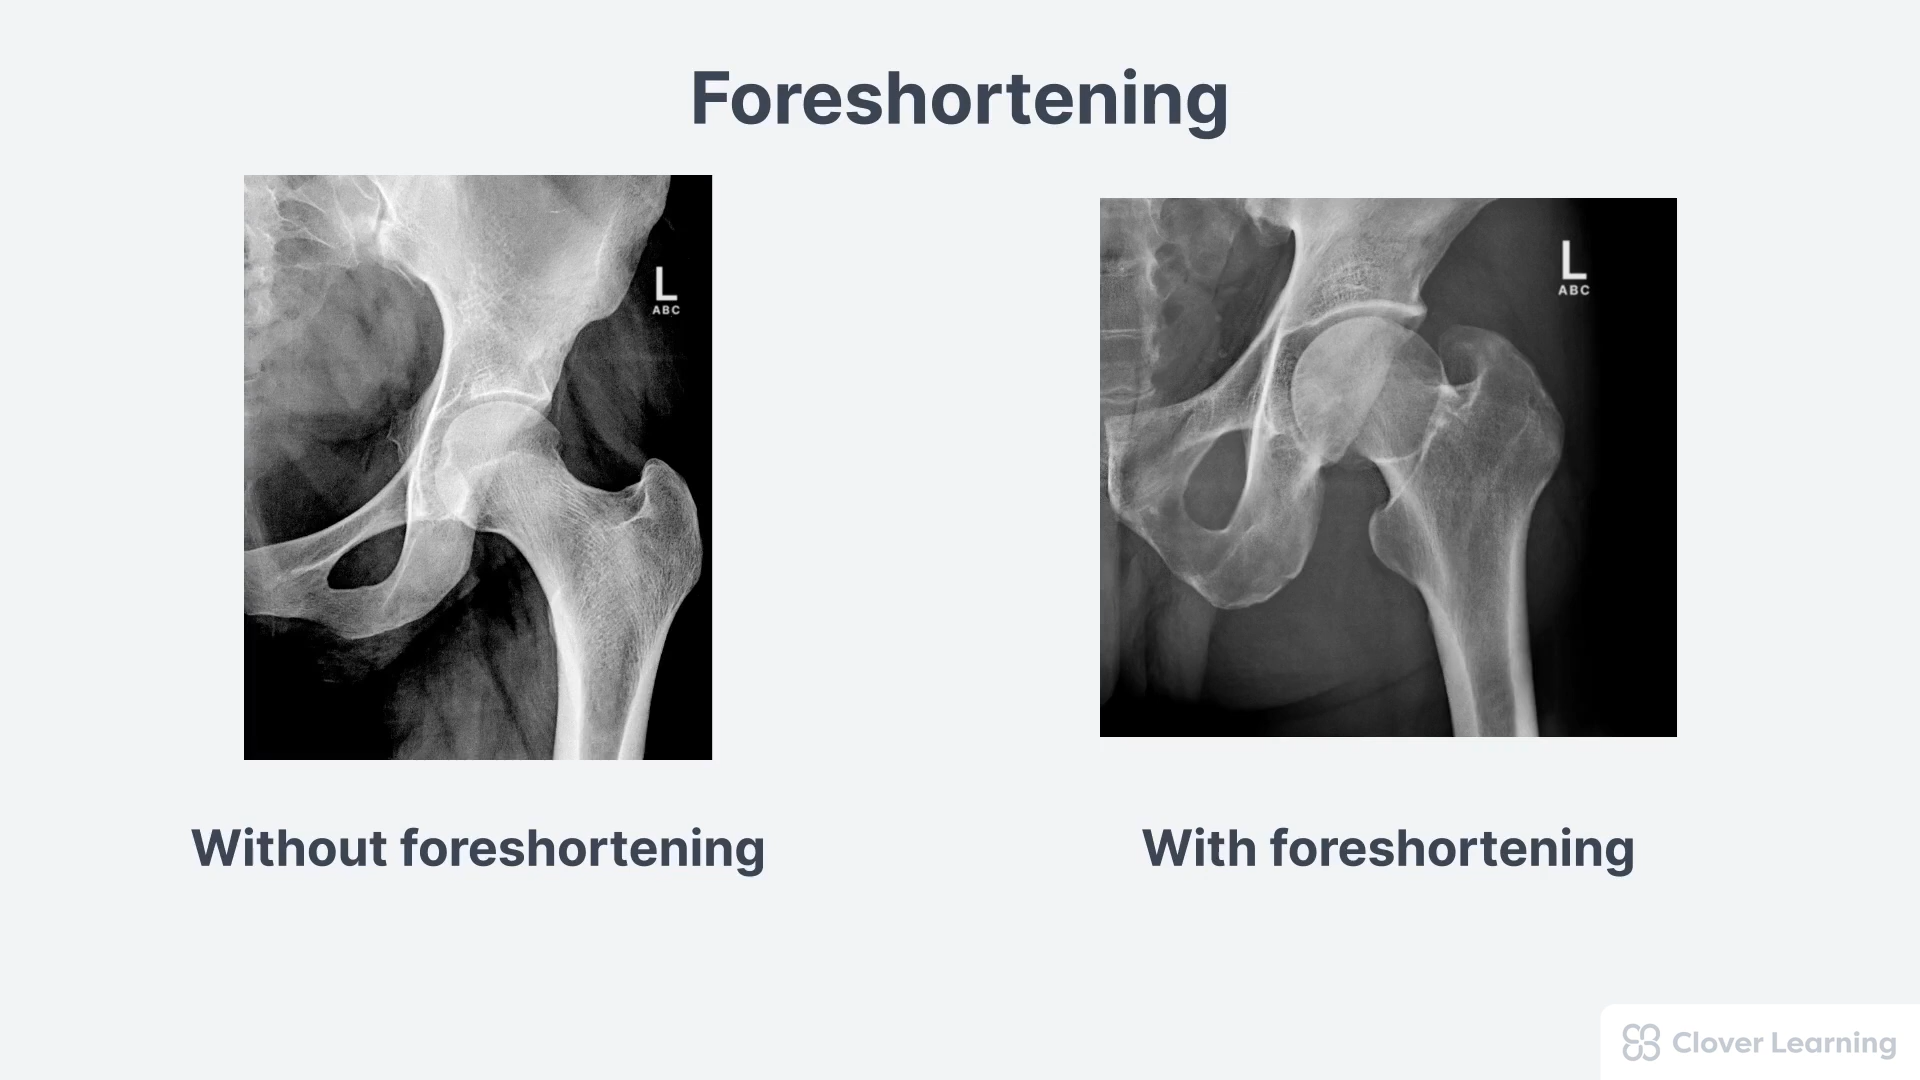 Foreshortening
L
ABC
L
ABC
Without foreshortening
With foreshortening
Clover Learning